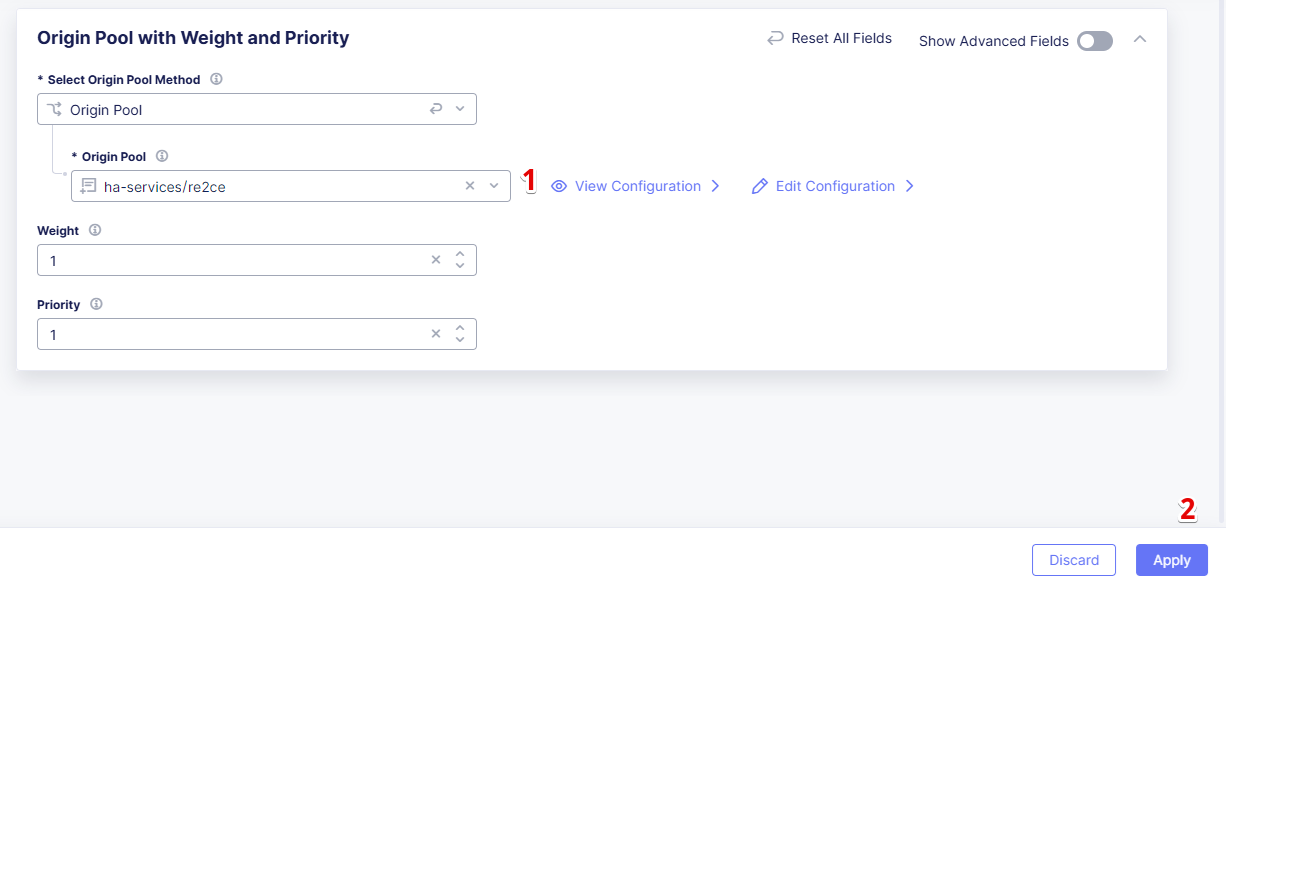 Origin Pool with Weight and Priority
Reset All Fields
Show Advanced Fields
* Select Origin Pool Method
Origin Pool
* Origin Pool
ha-services/re2ce
1
View Configuration
Edit Configuration
Weight
1
Priority
1
2
Discard
Apply